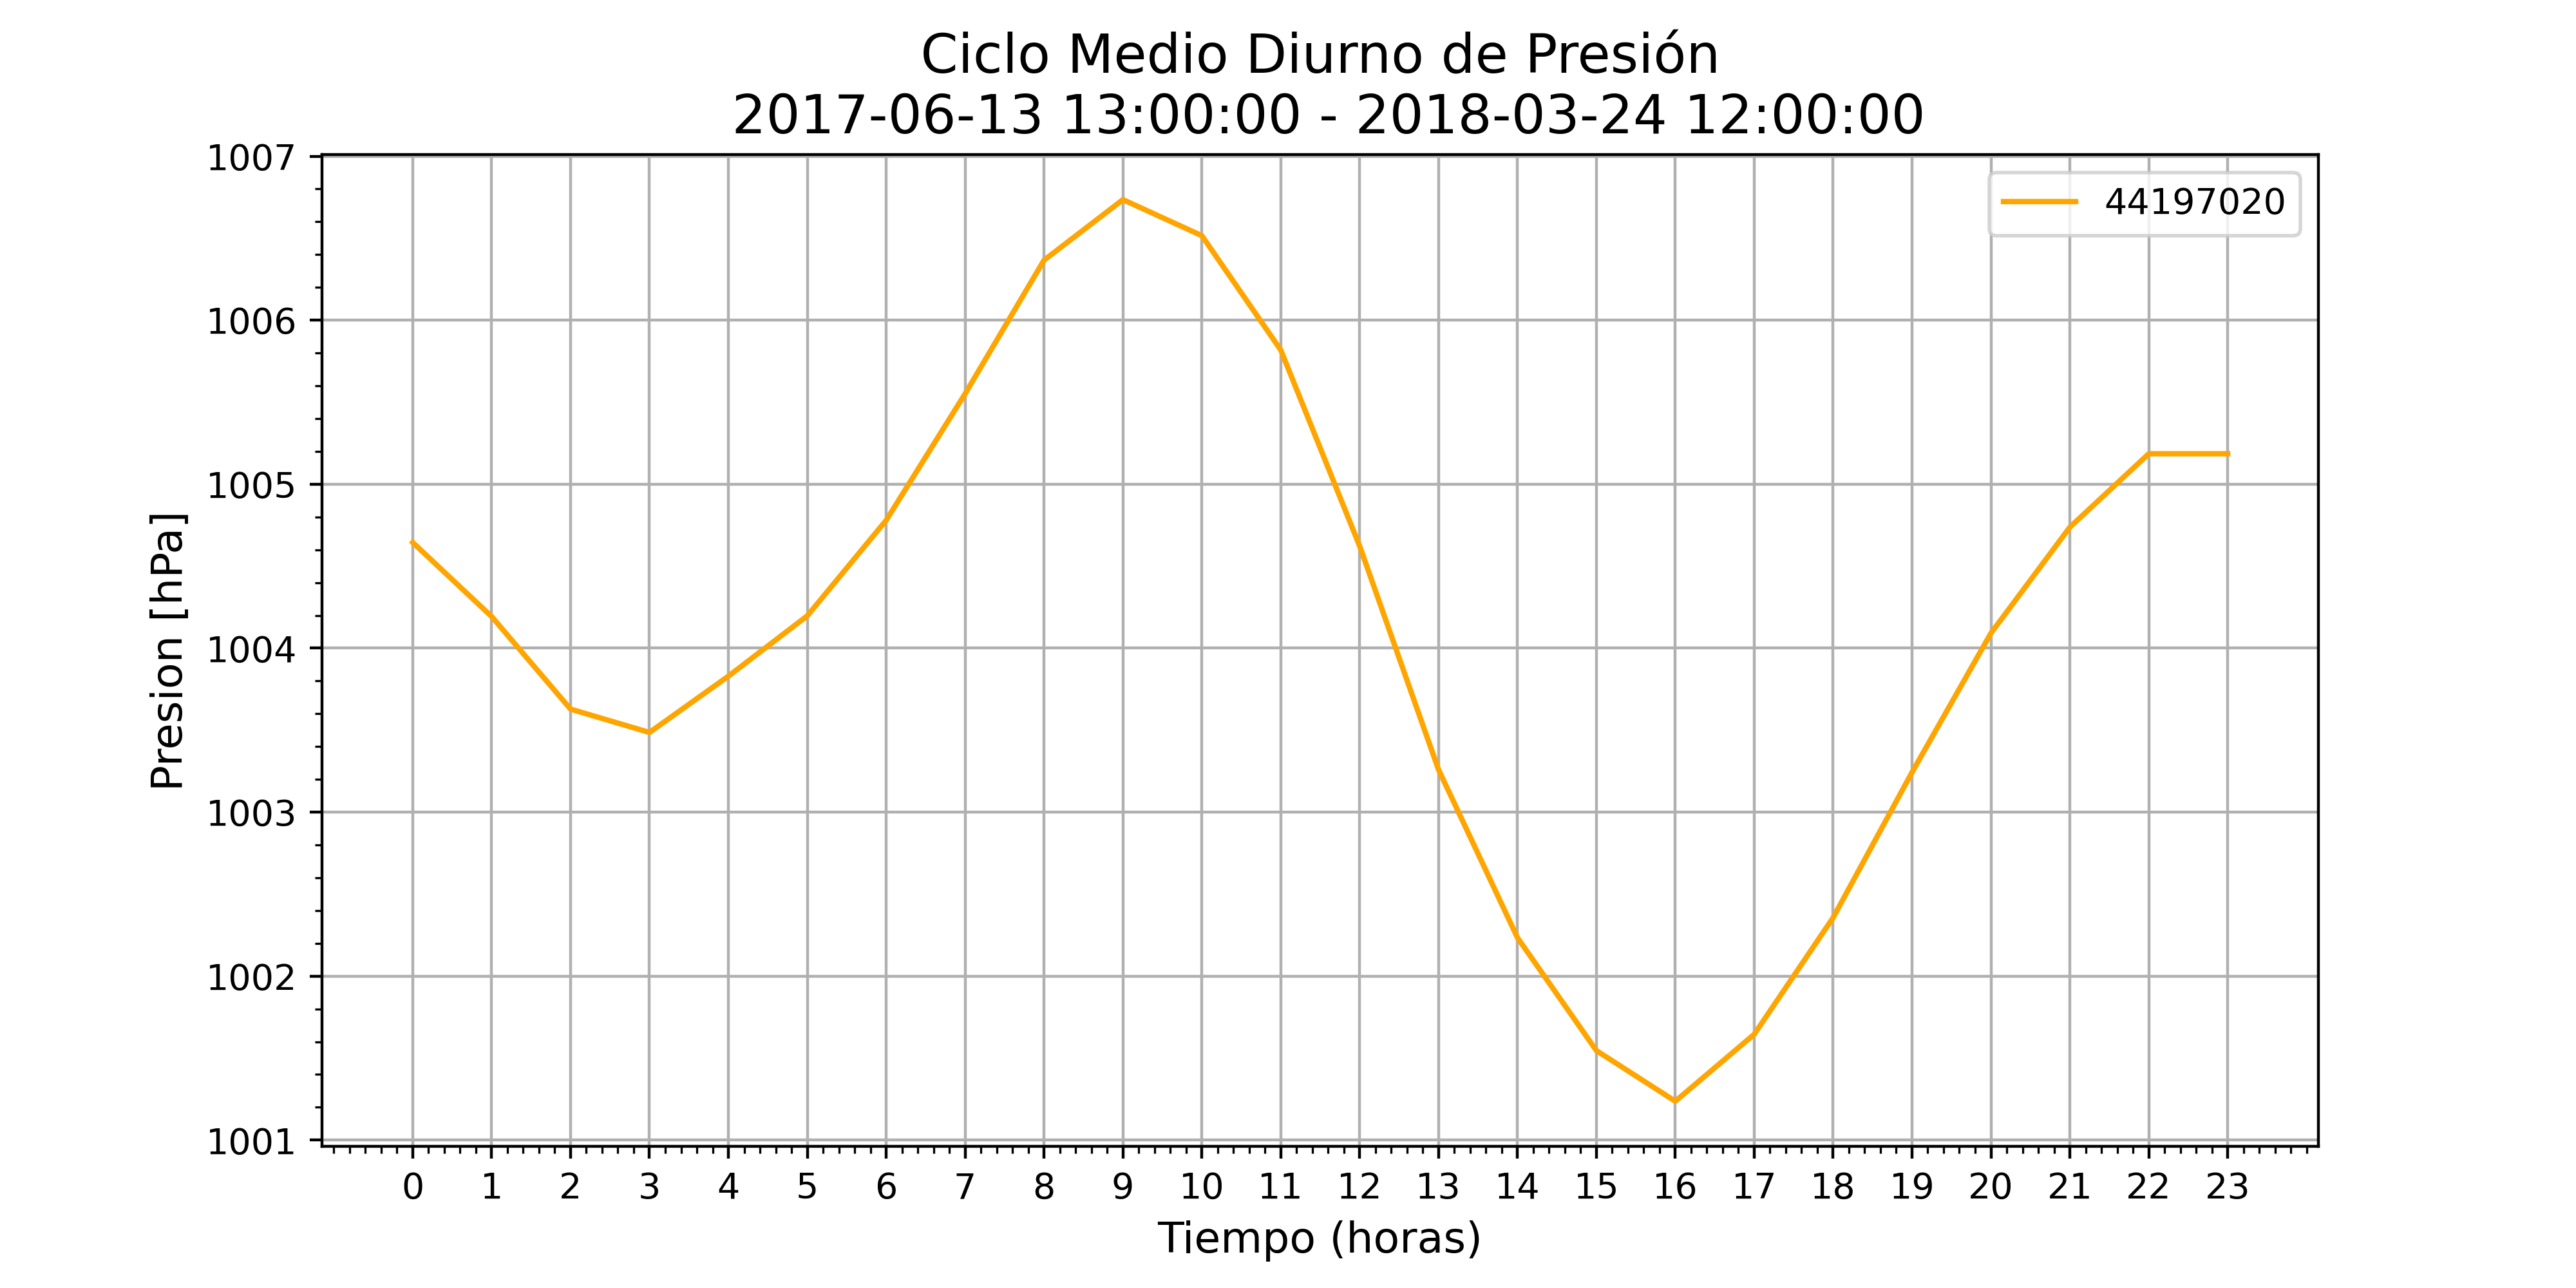 Ciclo Medio Diurno de Presión
2017-06-13 13:00:00 - 2018-03-24 12:00:00
44197020
Presion [hPa]
1007
1006
1005
1004
1003
1002
1001
0 1 2 3 4 5 6 7 8 9 10 11 12 13 14 15 16 17 18 19 20 21 22 23
Tiempo (horas)